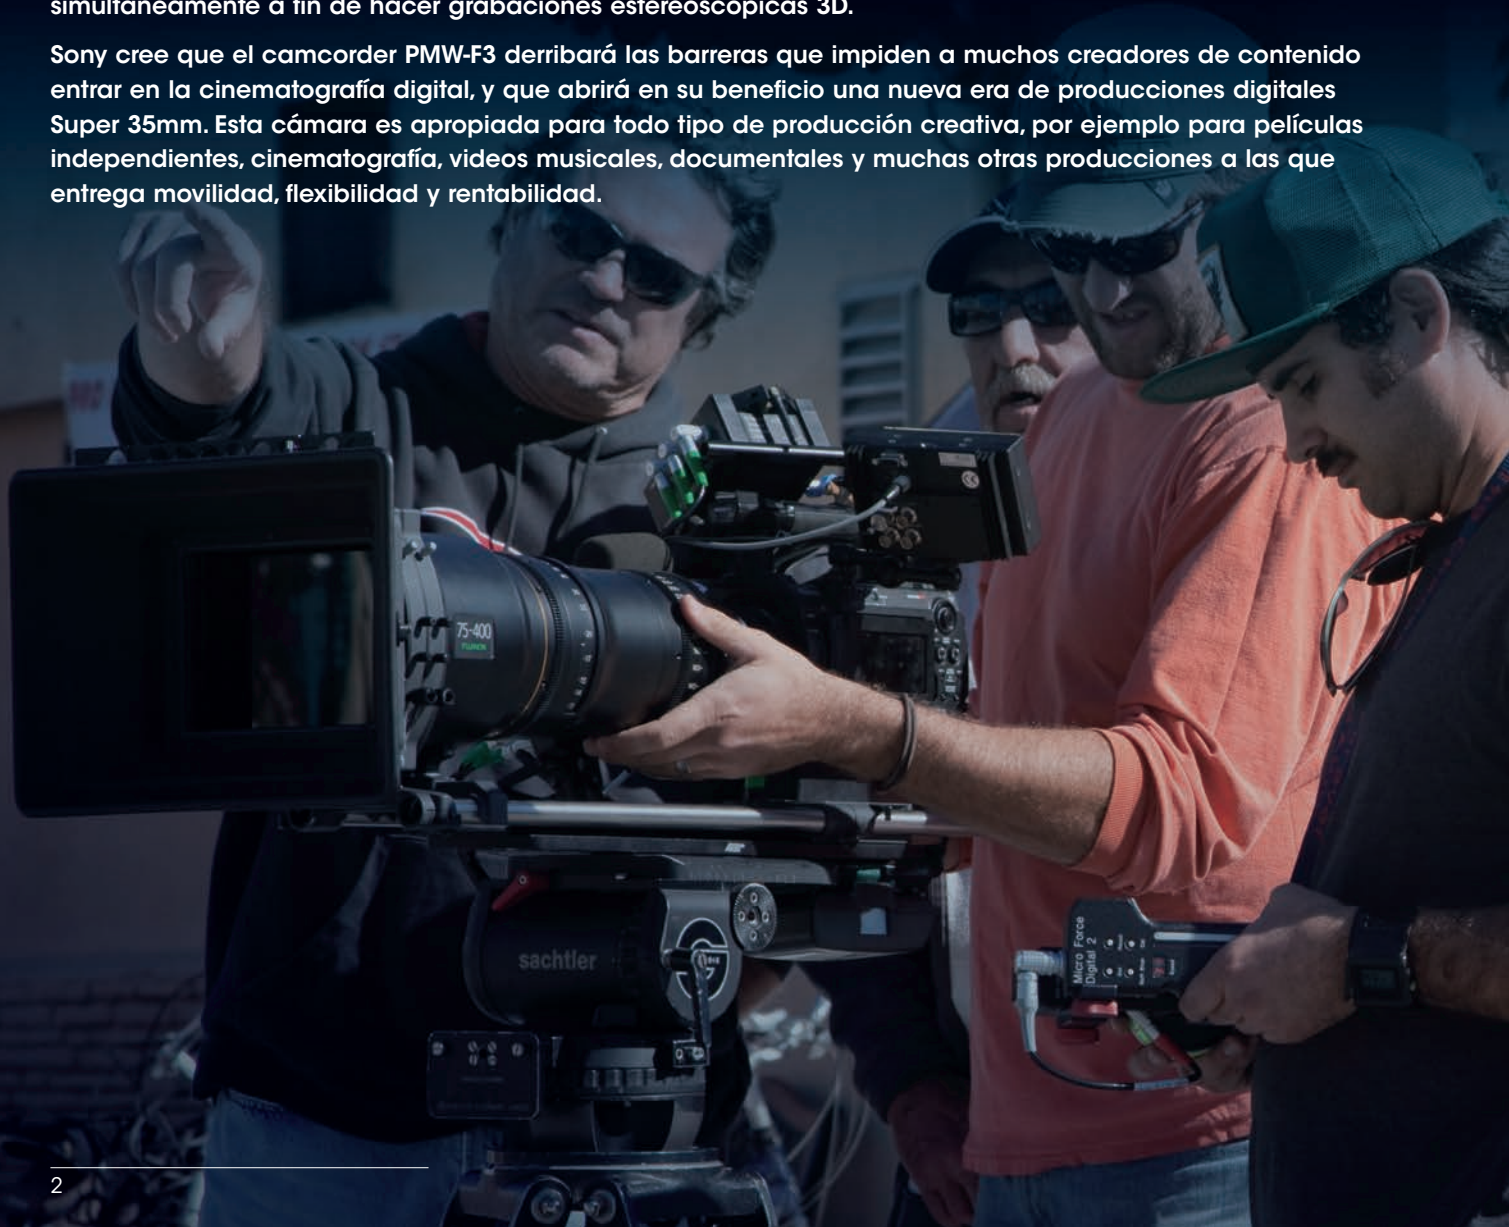 simultáneamente a fin de hacer grabaciones estereoscópicas 3D.
Sony cree que el camcorder PMW-F3 derribará las barreras que impiden a muchos creadores de contenido
entrar en la cinematografía digital, y que abrirá en su beneficio una nueva era de producciones digitales
Super 35mm. Esta cámara es apropiada para todo tipo de producción creativa, por ejemplo para películas
independientes, cinematografía, videos musicales, documentales y muchas otras producciones a las que
entrega movilidad, flexibilidad y rentabilidad.
75-400
FUJINON
sachtler
Micro Force
Digital 2
2